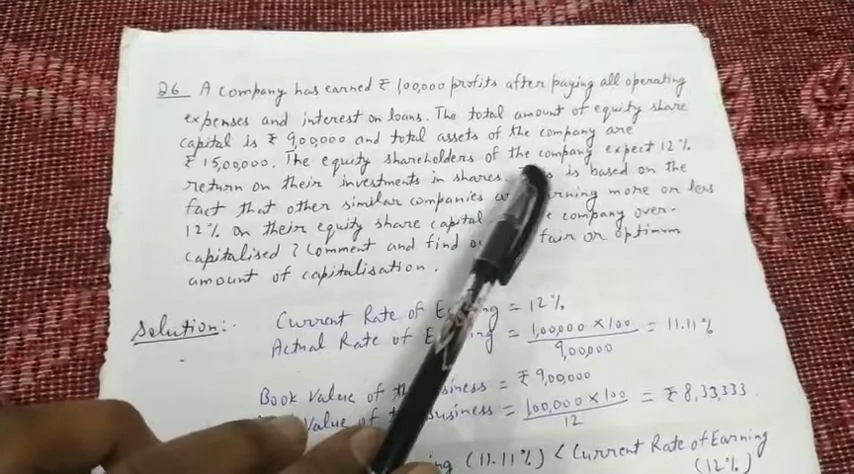 Q6 A company has earned ₹ 1,00,000 profits after paying all operating
expenses and interest on loans. The total amount of equity share
capital is ₹ 9,00,000 and total assets of the company are
₹ 15,00,000. The equity shareholders of the company expect 12%
return on their investments in shares. is based on the
fact that other similar companies more or less
12% on their equity share capital company over-
capitalised? Comment and find fair or optimum
amount of capitalisation.
Solution:- Current Rate of = 12%
Actual Rate of = 1,00,000 × 100 / 9,00,000 = 11.11%
Book Value of = ₹ 9,00,000
Value of Business = 100,000 × 100 / 12 = ₹ 8,33,333
(11.11%) < Current Rate of Earning
(12%)